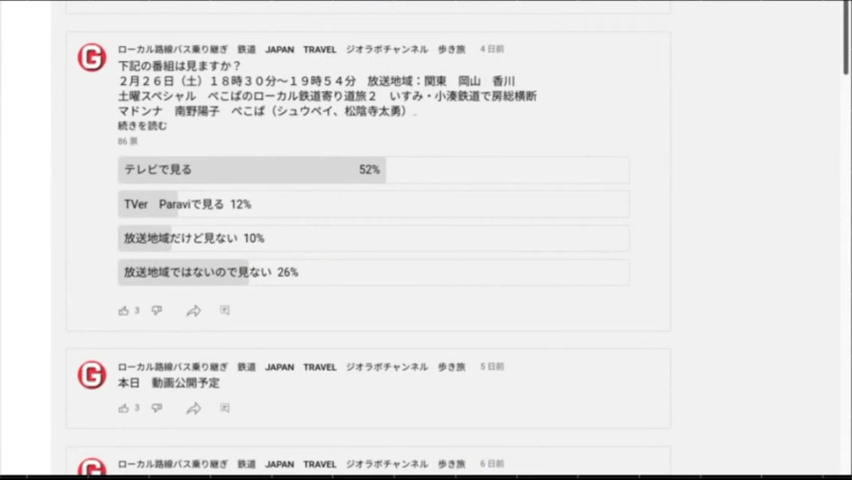 ローカル路線バス乗り継ぎ 鉄道 JAPAN TRAVEL ジオラボチャンネル 歩き旅 4 日前
下記の番組は見ますか？
２月２６日（土）１８時３０分～１９時５４分 放送地域：関東 岡山 香川
土曜スペシャル ぺこぱのローカル鉄道寄り道旅２ いすみ・小湊鉄道で房総横断
マドンナ 南野陽子 ぺこぱ（シュウペイ、松陰寺太勇）
続きを読む
86 票
テレビで見る 52%
TVer Paraviで見る 12%
放送地域だけど見ない 10%
放送地域ではないので見ない 26%
3
G ローカル路線バス乗り継ぎ 鉄道 JAPAN TRAVEL ジオラボチャンネル 歩き旅 5 日前
本日 動画公開予定
3
ローカル路線バス乗り継ぎ 鉄道 JAPAN TRAVEL ジオラボチャンネル 歩き旅 6 日前